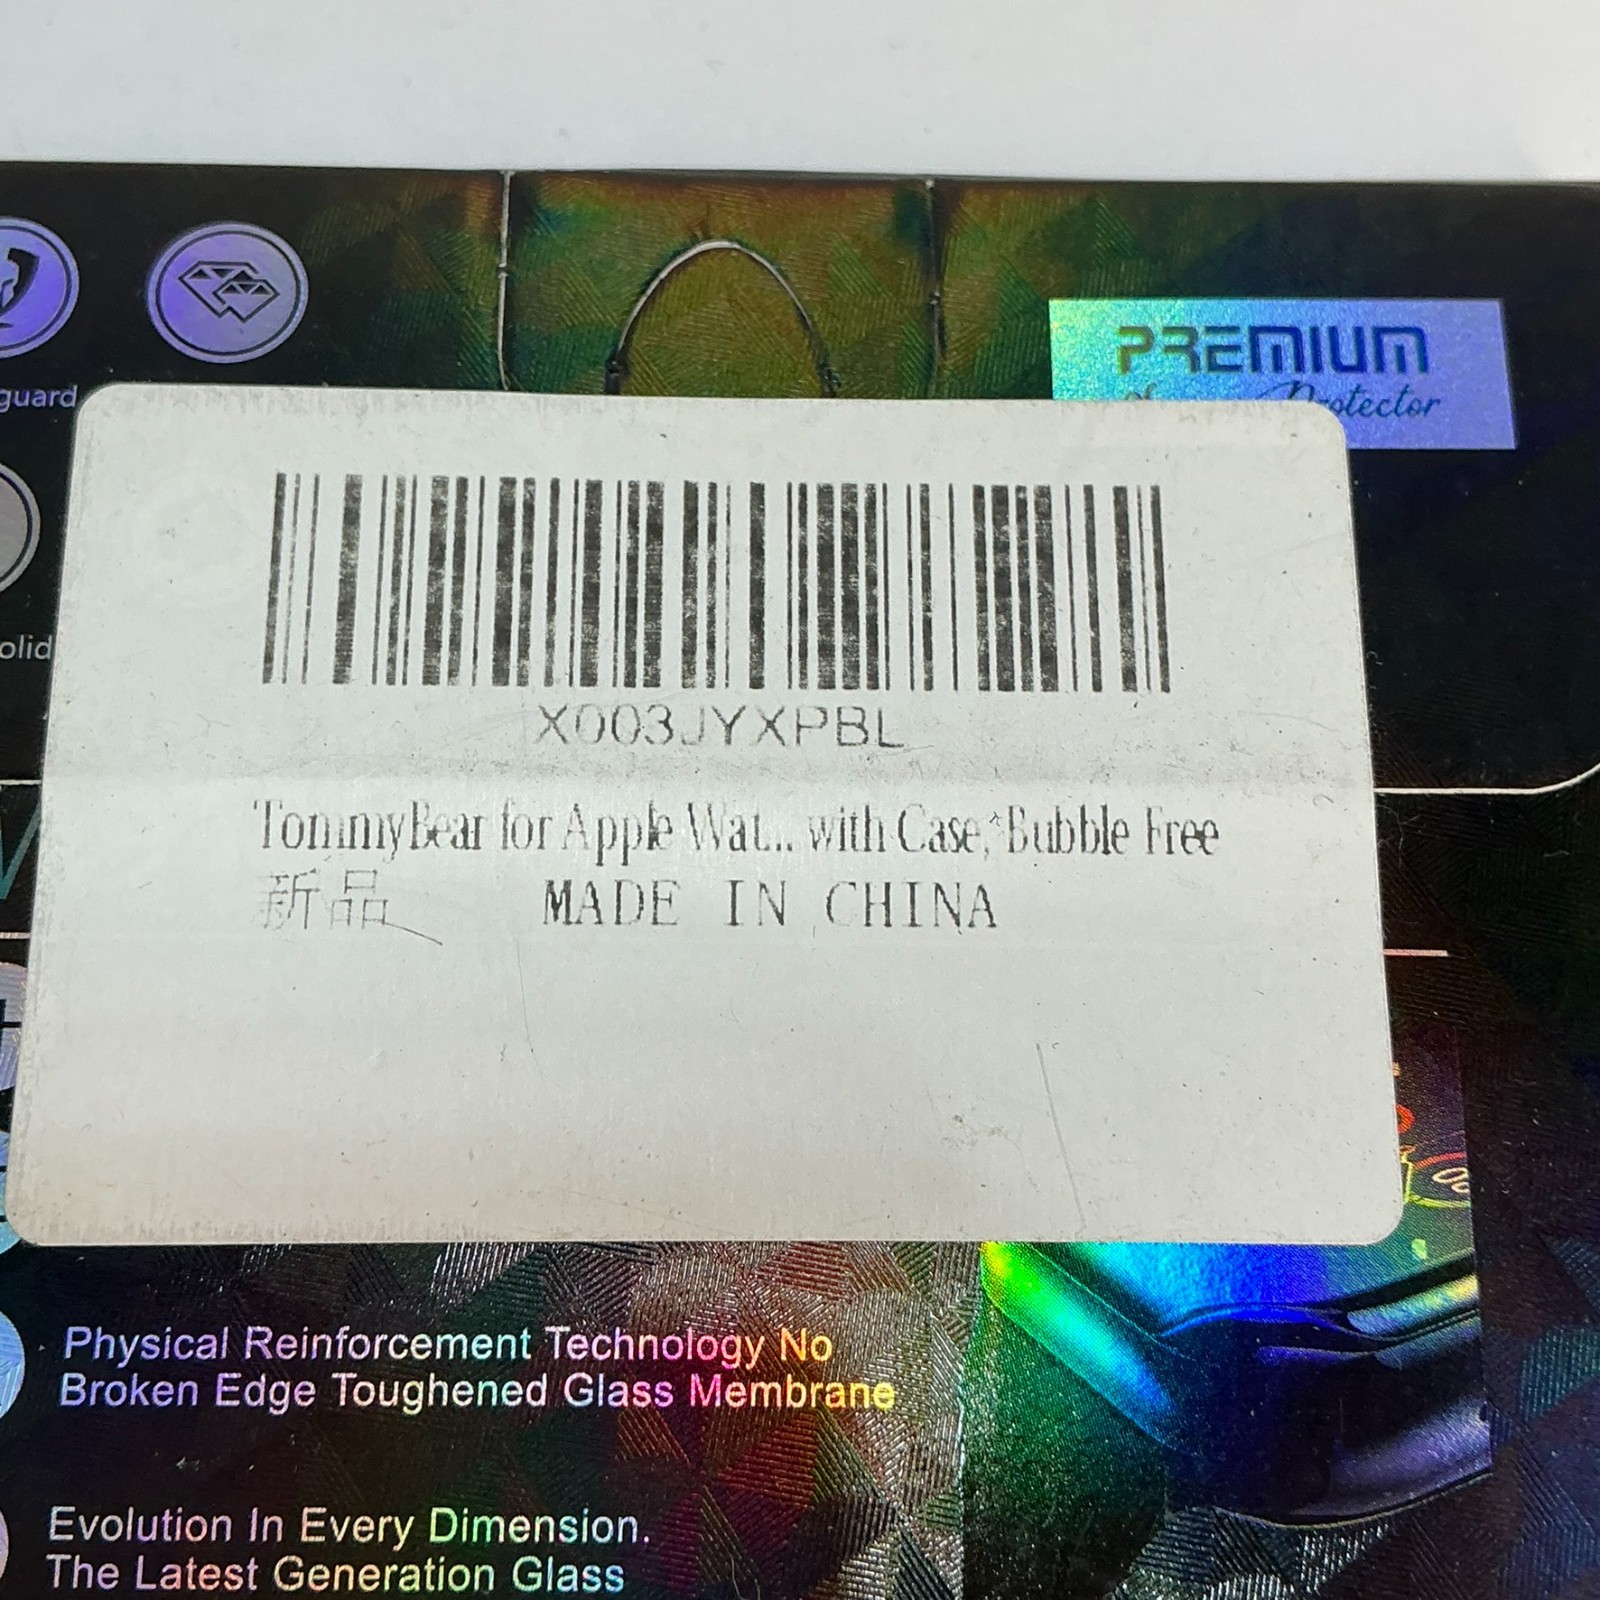 guard
PREMIUM
Protector
olid
X003JYXPBL
TommyBear for Apple Wat... with Case, Bubble Free
新品 MADE IN CHINA
Physical Reinforcement Technology No
Broken Edge Toughened Glass Membrane
Evolution In Every Dimension.
The Latest Generation Glass